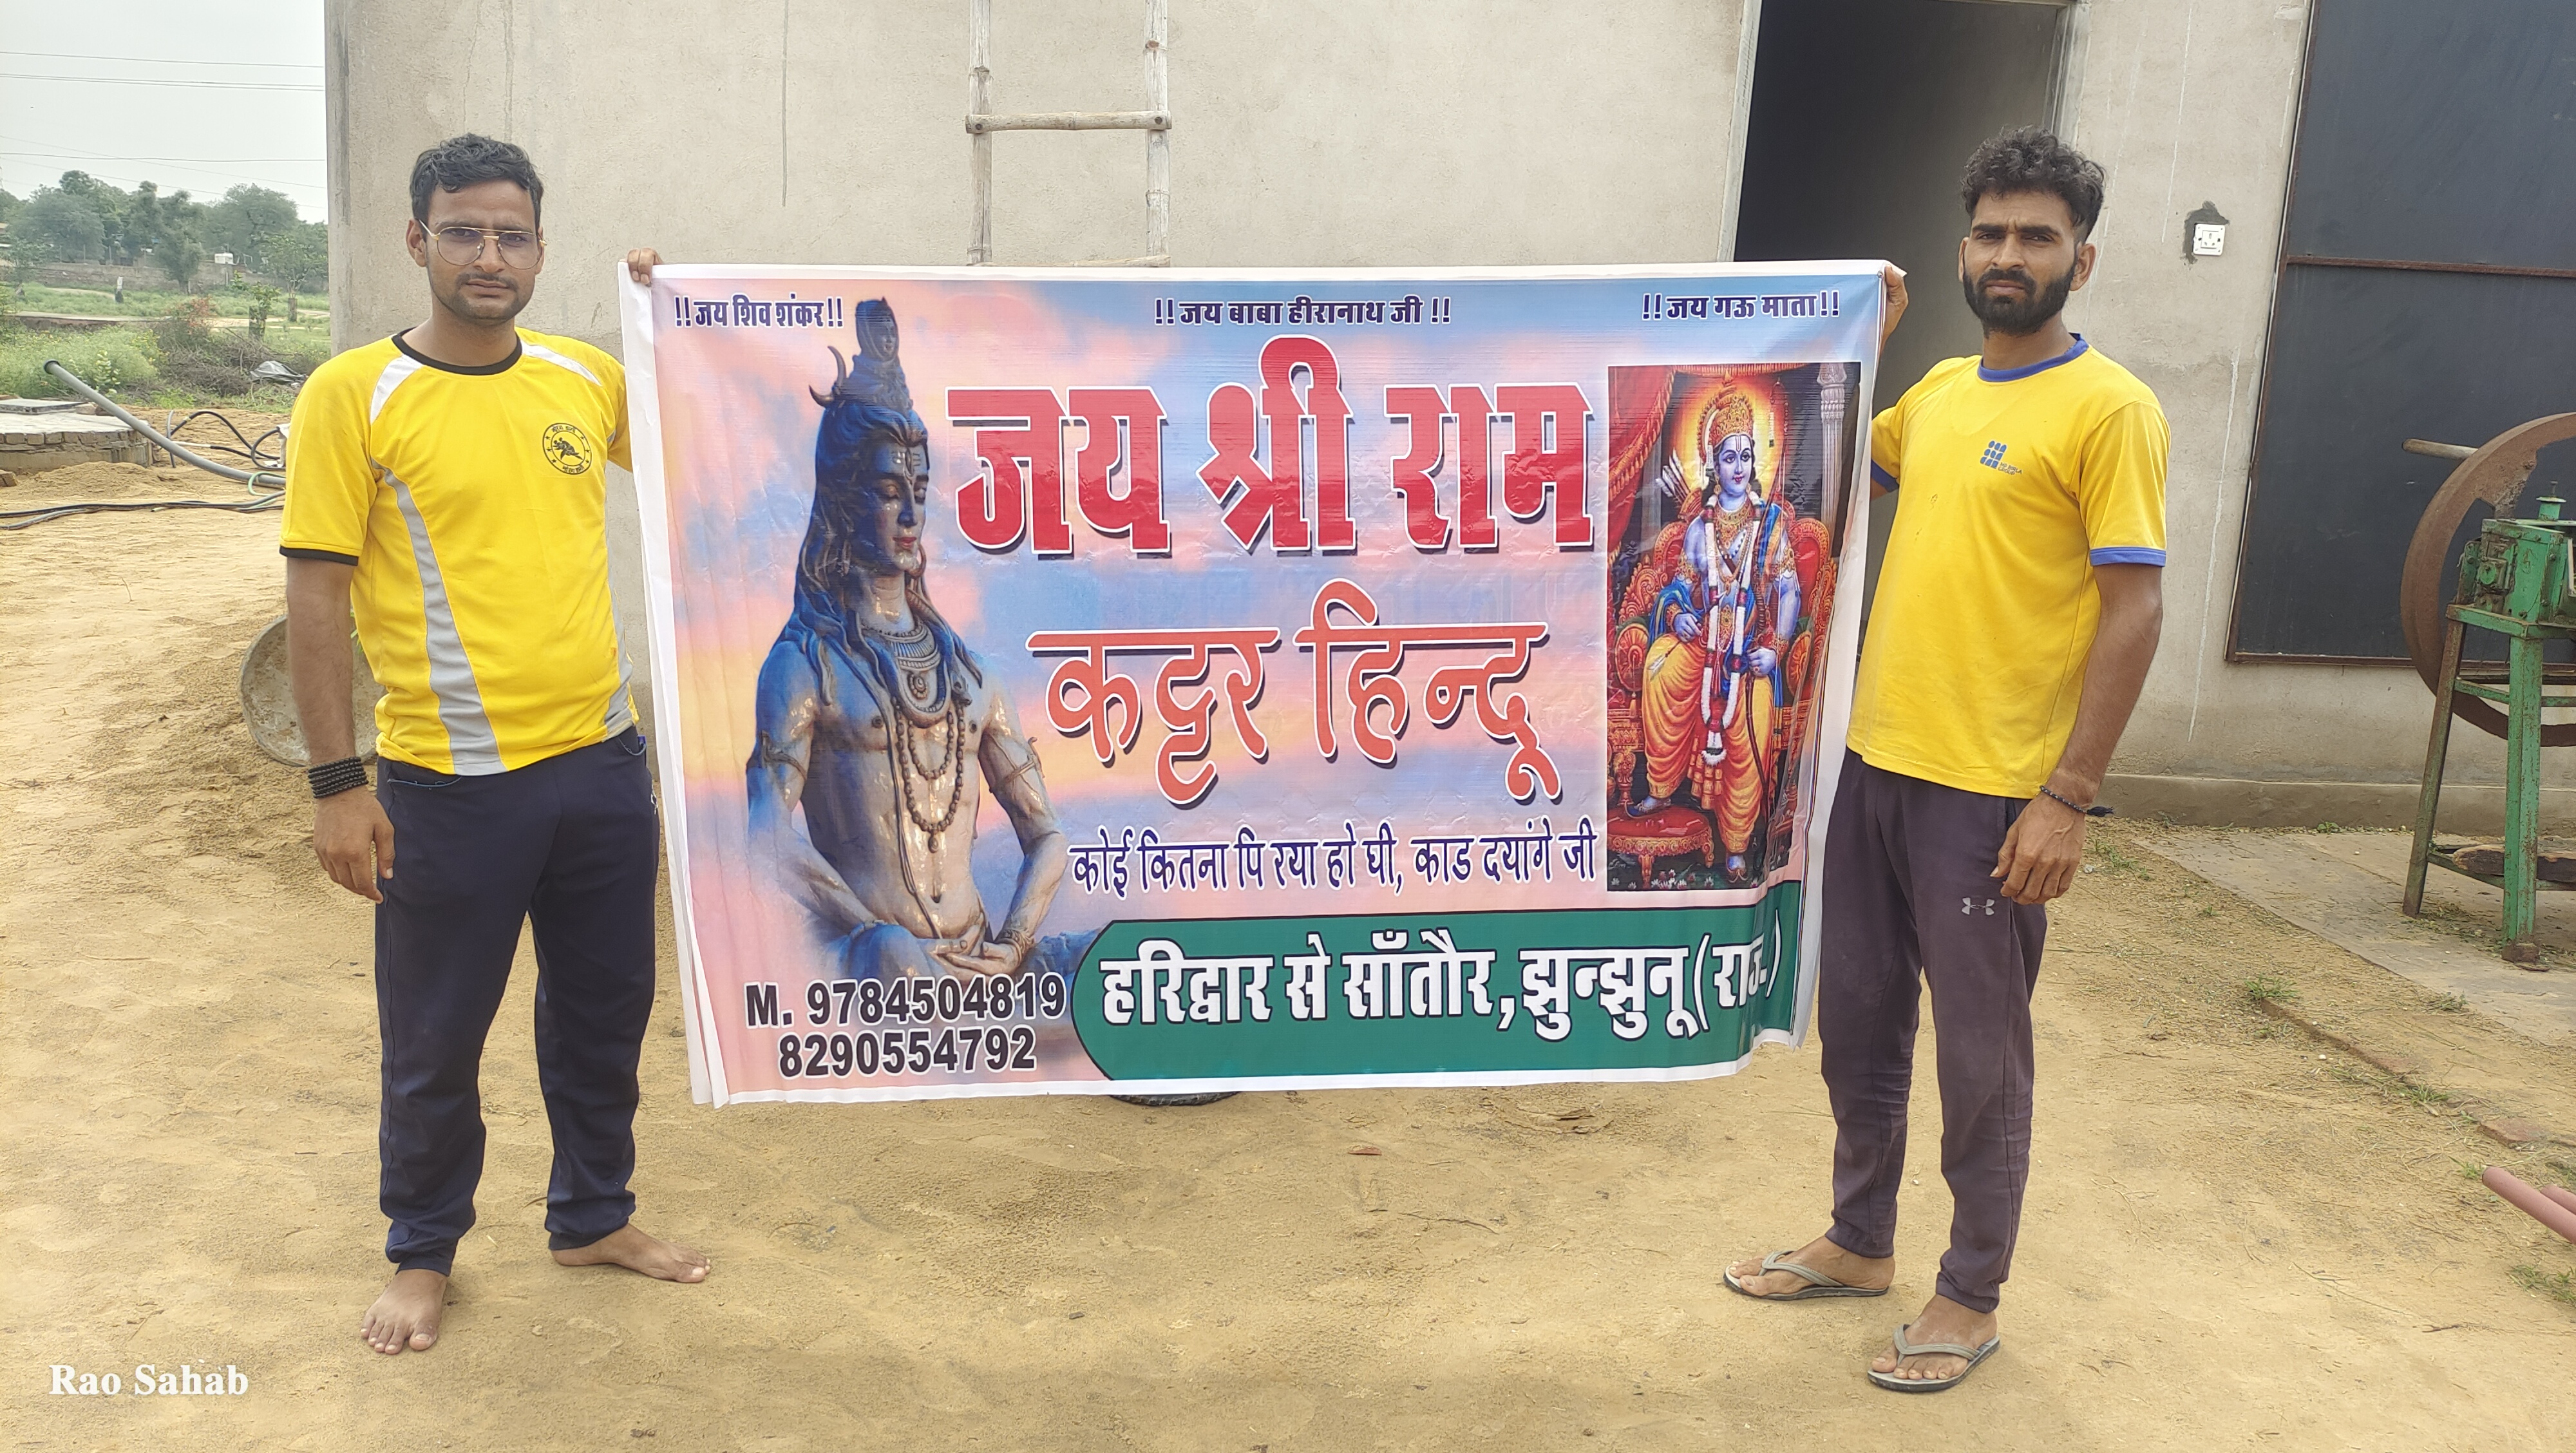 !! जय शिव शंकर !!
!! जय बाबा हीरानाथ जी !!
!! जय गऊ माता !!
जय श्री राम
कट्टर हिन्दू
कोई कितना पि रया हो घी, काड दयांगे जी
हरिद्वार से साँतौर, झुन्झुनू (राज.)
M. 9784504819
8290554792
Rao Sahab